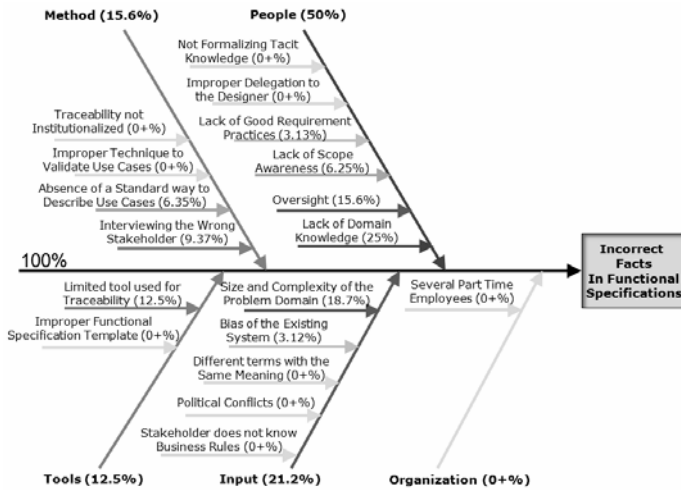 Method (15.6%)
People (50%)
Not Formalizing Tacit
Knowledge (0+%)
Improper Delegation to
the Designer (0+%)
Traceability not
Institutionalized (0+%)
Lack of Good Requirement
Practices (3.13%)
Improper Technique to
Validate Use Cases (0+%)
Lack of Scope
Awareness (6.25%)
Absence of a Standard way to
Describe Use Cases (6.35%)
Oversight (15.6%)
Interviewing the Wrong
Stakeholder (9.37%)
Lack of Domain
Knowledge (25%)
100%
Incorrect
Facts
In Functional
Specifications
Limited tool used for
Traceability (12.5%)
Size and Complexity of the
Problem Domain (18.7%)
Several Part Time
Employees (0+%)
Improper Functional
Specification Template (0+%)
Bias of the Existing
System (3.12%)
Different terms with the
Same Meaning (0+%)
Political Conflicts (0+%)
Stakeholder does not know
Business Rules (0+%)
Tools (12.5%)
Input (21.2%)
Organization (0+%)